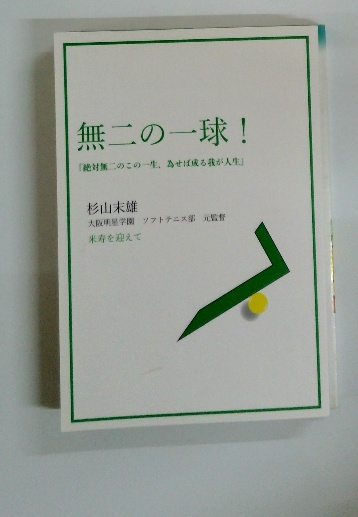 無二の一球！
『絶対無二のこの一生、為せば成る我が人生』
杉山末雄
大阪明星学園　ソフトテニス部　元監督
米寿を迎えて